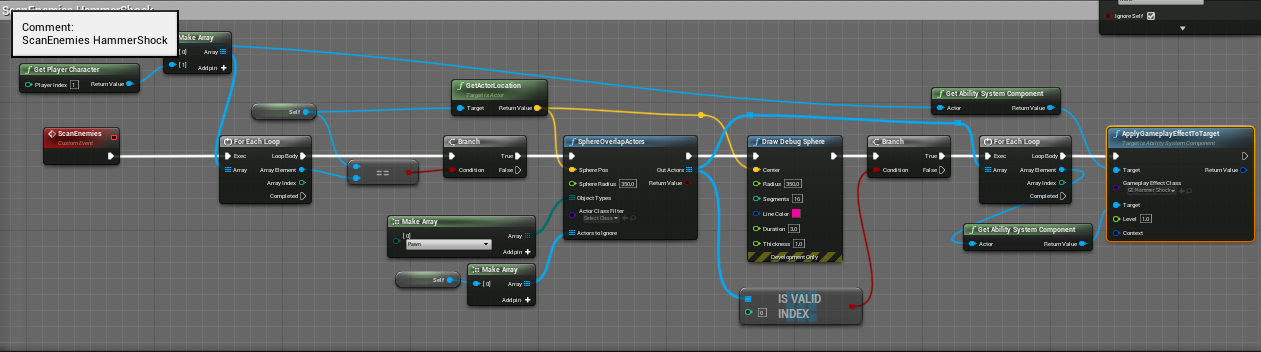 ScanEnemies HammerShock
Comment:
ScanEnemies HammerShock
Ignore Self
Make Array
[0] Array
[1] Addpin +
Get Player Character
Player Index 1 Return Value
GetActorLocation
Target is Actor
Target Return Value
Self
Get Ability System Component
Actor Return Value
ScanEnemies
Custom Event
For Each Loop
Exec Loop Body
Array Array Element
Array Index
Completed
==
Branch
True
Condition False
SphereOverlapActors
Sphere Pos Out Actors
Sphere Radius 350,0 Return Value
Object Types
Actor Class Filter
Select Class
Actors to Ignore
Draw Debug Sphere
Center
Radius 350,0
Segments 16
Line Color
Duration 3,0
Thickness 1,0
Development Only
Branch
True
Condition False
For Each Loop
Exec Loop Body
Array Array Element
Array Index
Completed
ApplyGameplayEffectToTarget
Target is Ability System Component
Target Return Value
Gameplay Effect Class
GE Hammer Shock
Target
Level 1,0
Context
Make Array
[0] Array
Pawn
Addpin +
Get Ability System Component
Actor Return Value
Self
Make Array
[0] Array
Addpin +
IS VALID
INDEX
0